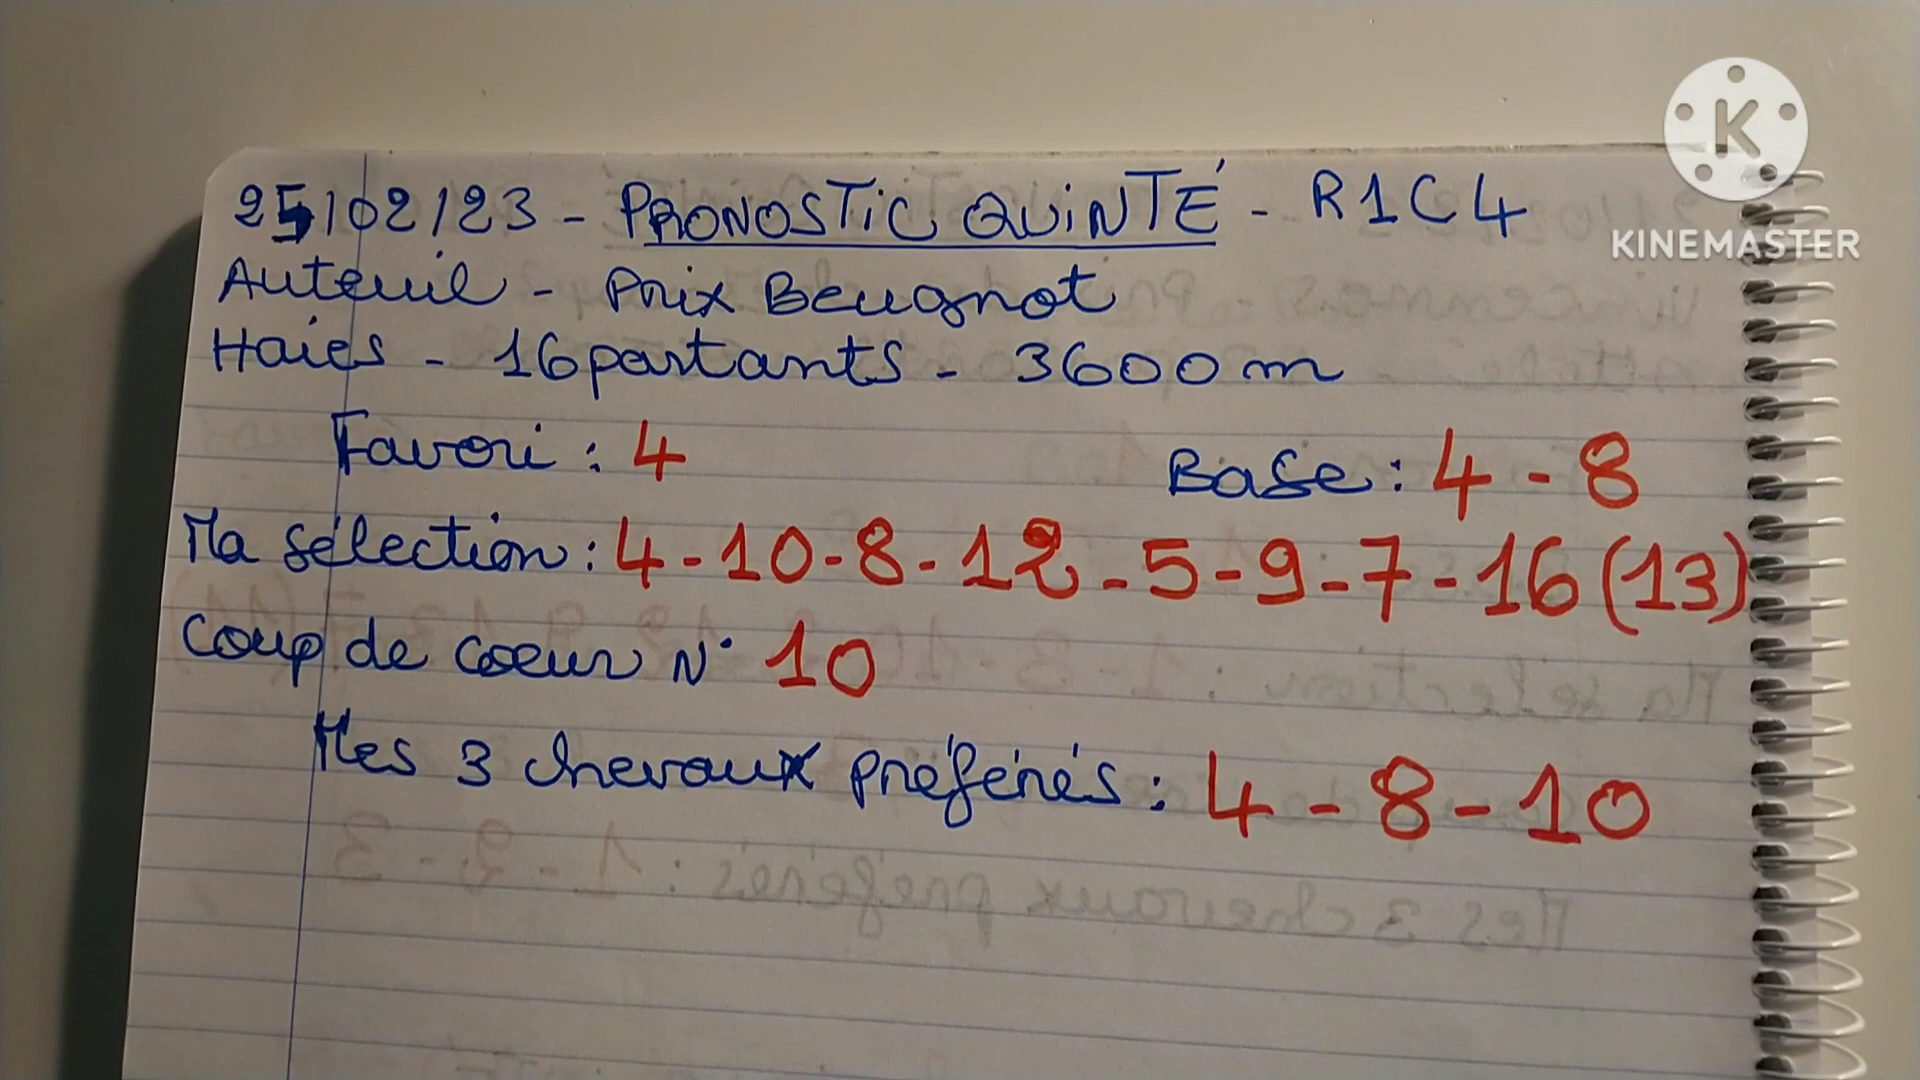 25/02/23 - PRONOSTIC QUINTÉ - R1C4
Auteuil - Prix Beugnot
Haies - 16 partants - 3600 m
Favori : 4
Base : 4 - 8
Ma sélection : 4 - 10 - 8 - 12 - 5 - 9 - 7 - 16 (13)
Coup de coeur N° 10
Mes 3 chevaux préférés : 4 - 8 - 10
K
KINEMASTER